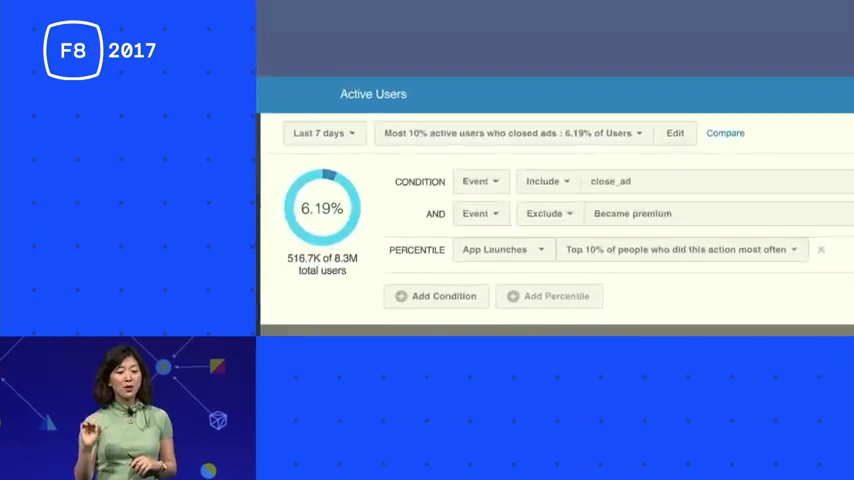 F8 2017
Active Users
Last 7 days
Most 10% active users who closed ads : 6.19% of Users
Edit
Compare
6.19%
516.7K of 8.3M
total users
CONDITION Event Include close_ad
AND Event Exclude Became premium
PERCENTILE App Launches Top 10% of people who did this action most often
Add Condition Add Percentile